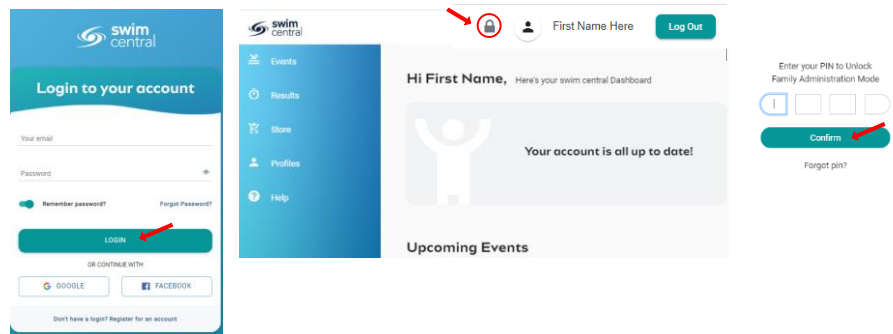 swim
central
Login to your account
Your email
Password
Remember password?
Forgot Password?
LOGIN
OR CONTINUE WITH
GOOGLE
FACEBOOK
Don't have a login? Register for an account
swim
central
First Name Here
Log Out
Events
Results
Store
Profiles
Help
Hi First Name, Here's your swim central Dashboard
Your account is all up to date!
Upcoming Events
Enter your PIN to Unlock
Family Administration Mode
Confirm
Forgot pin?